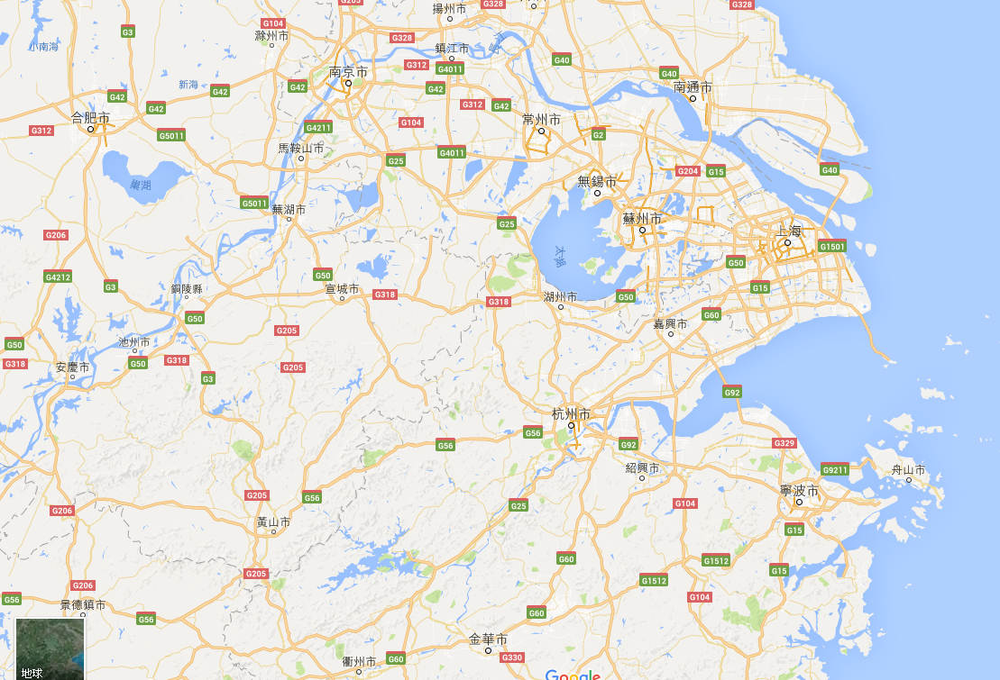 G205
揚州市
G328
G328
G104
G3
滁州市
G328
小南海
鎮江市
長江
G312
G4011
G40
G40
南京市
新海
G42
G42
G42
G42
南通市
G42
G312
G42
合肥市
常州市
G312
G104
G4211
G5011
G2
馬鞍山市
G4011
G25
G204
G15
G40
巢湖
無錫市
G5011
蕪湖市
蘇州市
G25
上海
G206
G1501
太湖
G50
G4212
G50
G3
銅陵縣
宣城市
G318
G15
湖州市
G50
G318
G50
G60
嘉興市
G205
池州市
G50
G318
G50
G318
G205
安慶市
G3
G92
杭州市
G56
G56
G92
G329
紹興市
G9211
舟山市
寧波市
G205
G56
G25
G104
G206
黃山市
G15
G60
G1512
G205
G1512
G15
G206
G56
G104
景德鎮市
G60
G56
金華市
G330
衢州市
G60
Google
地球